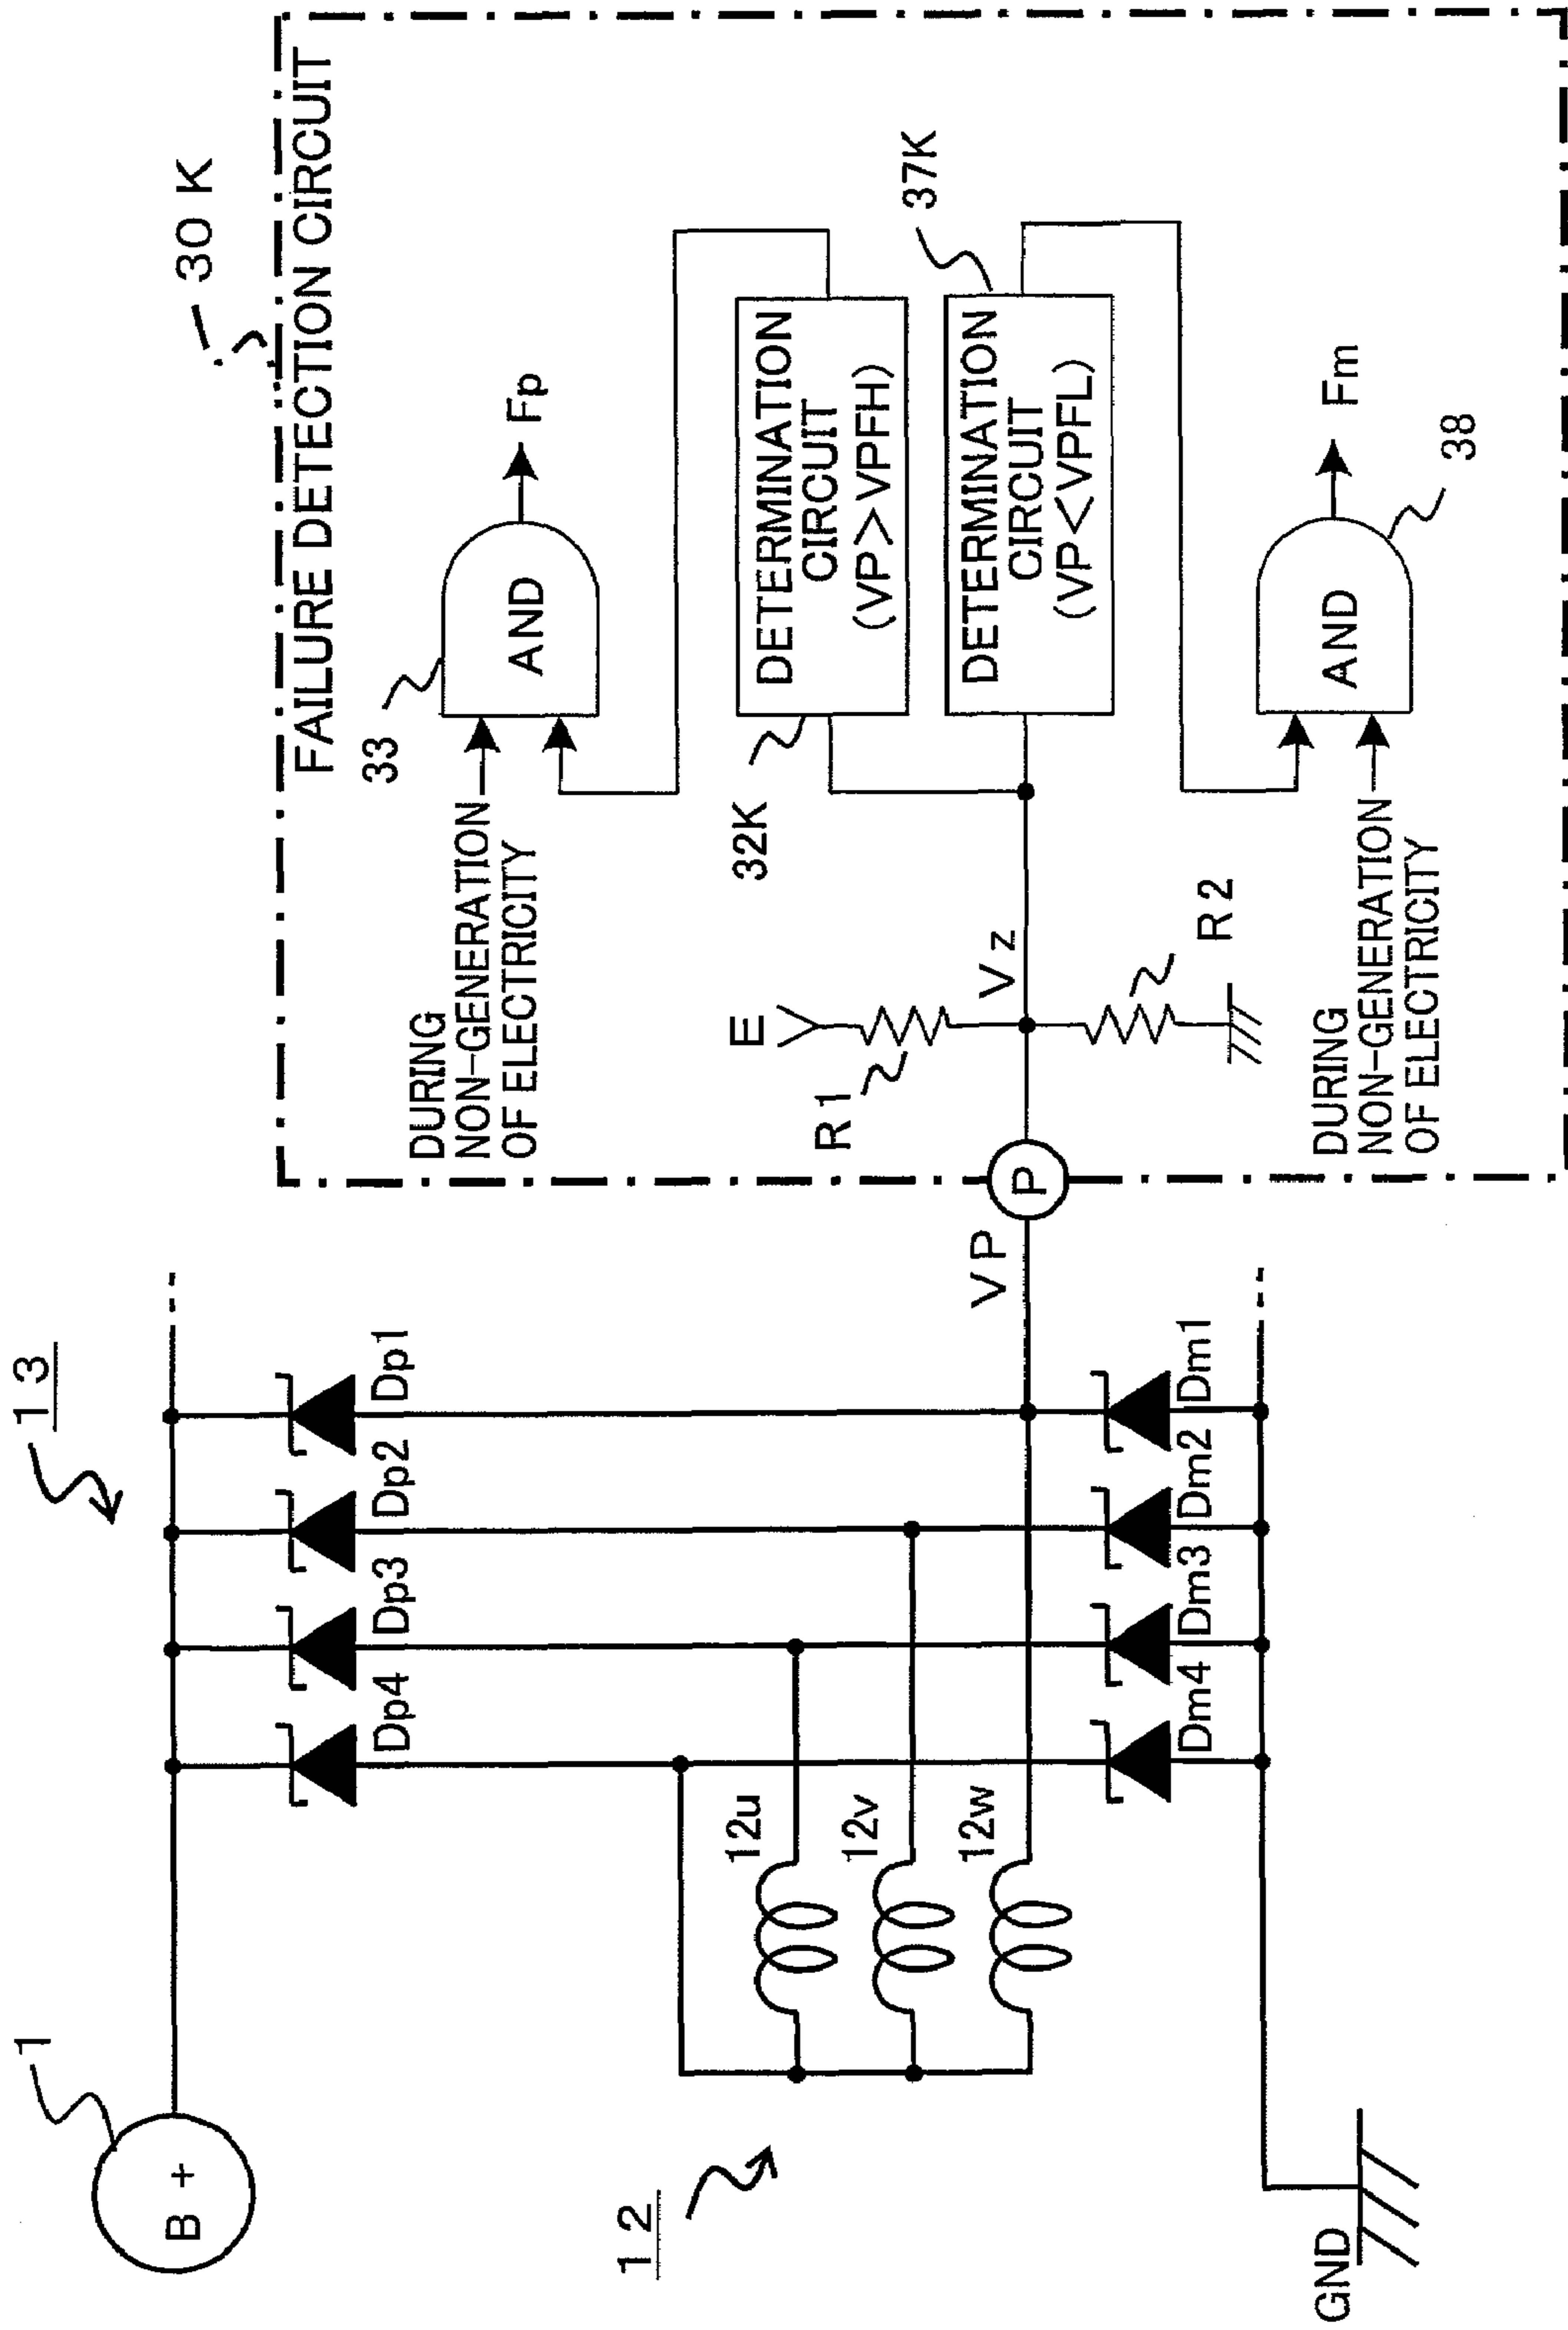 30 K
FAILURE DETECTION CIRCUIT
13
1
B +
Dp4
Dp3
Dp2
Dp1
33
DURING
NON-GENERATION
OF ELECTRICITY
AND
Fp
12u
12v
12w
12
R1
E
32K
DETERMINATION
CIRCUIT
(VP>VPFH)
37K
DETERMINATION
CIRCUIT
(VP<VPFL)
VP
P
Vz
R2
Dm4
Dm3
Dm2
Dm1
DURING
NON-GENERATION
OF ELECTRICITY
AND
Fm
38
GND